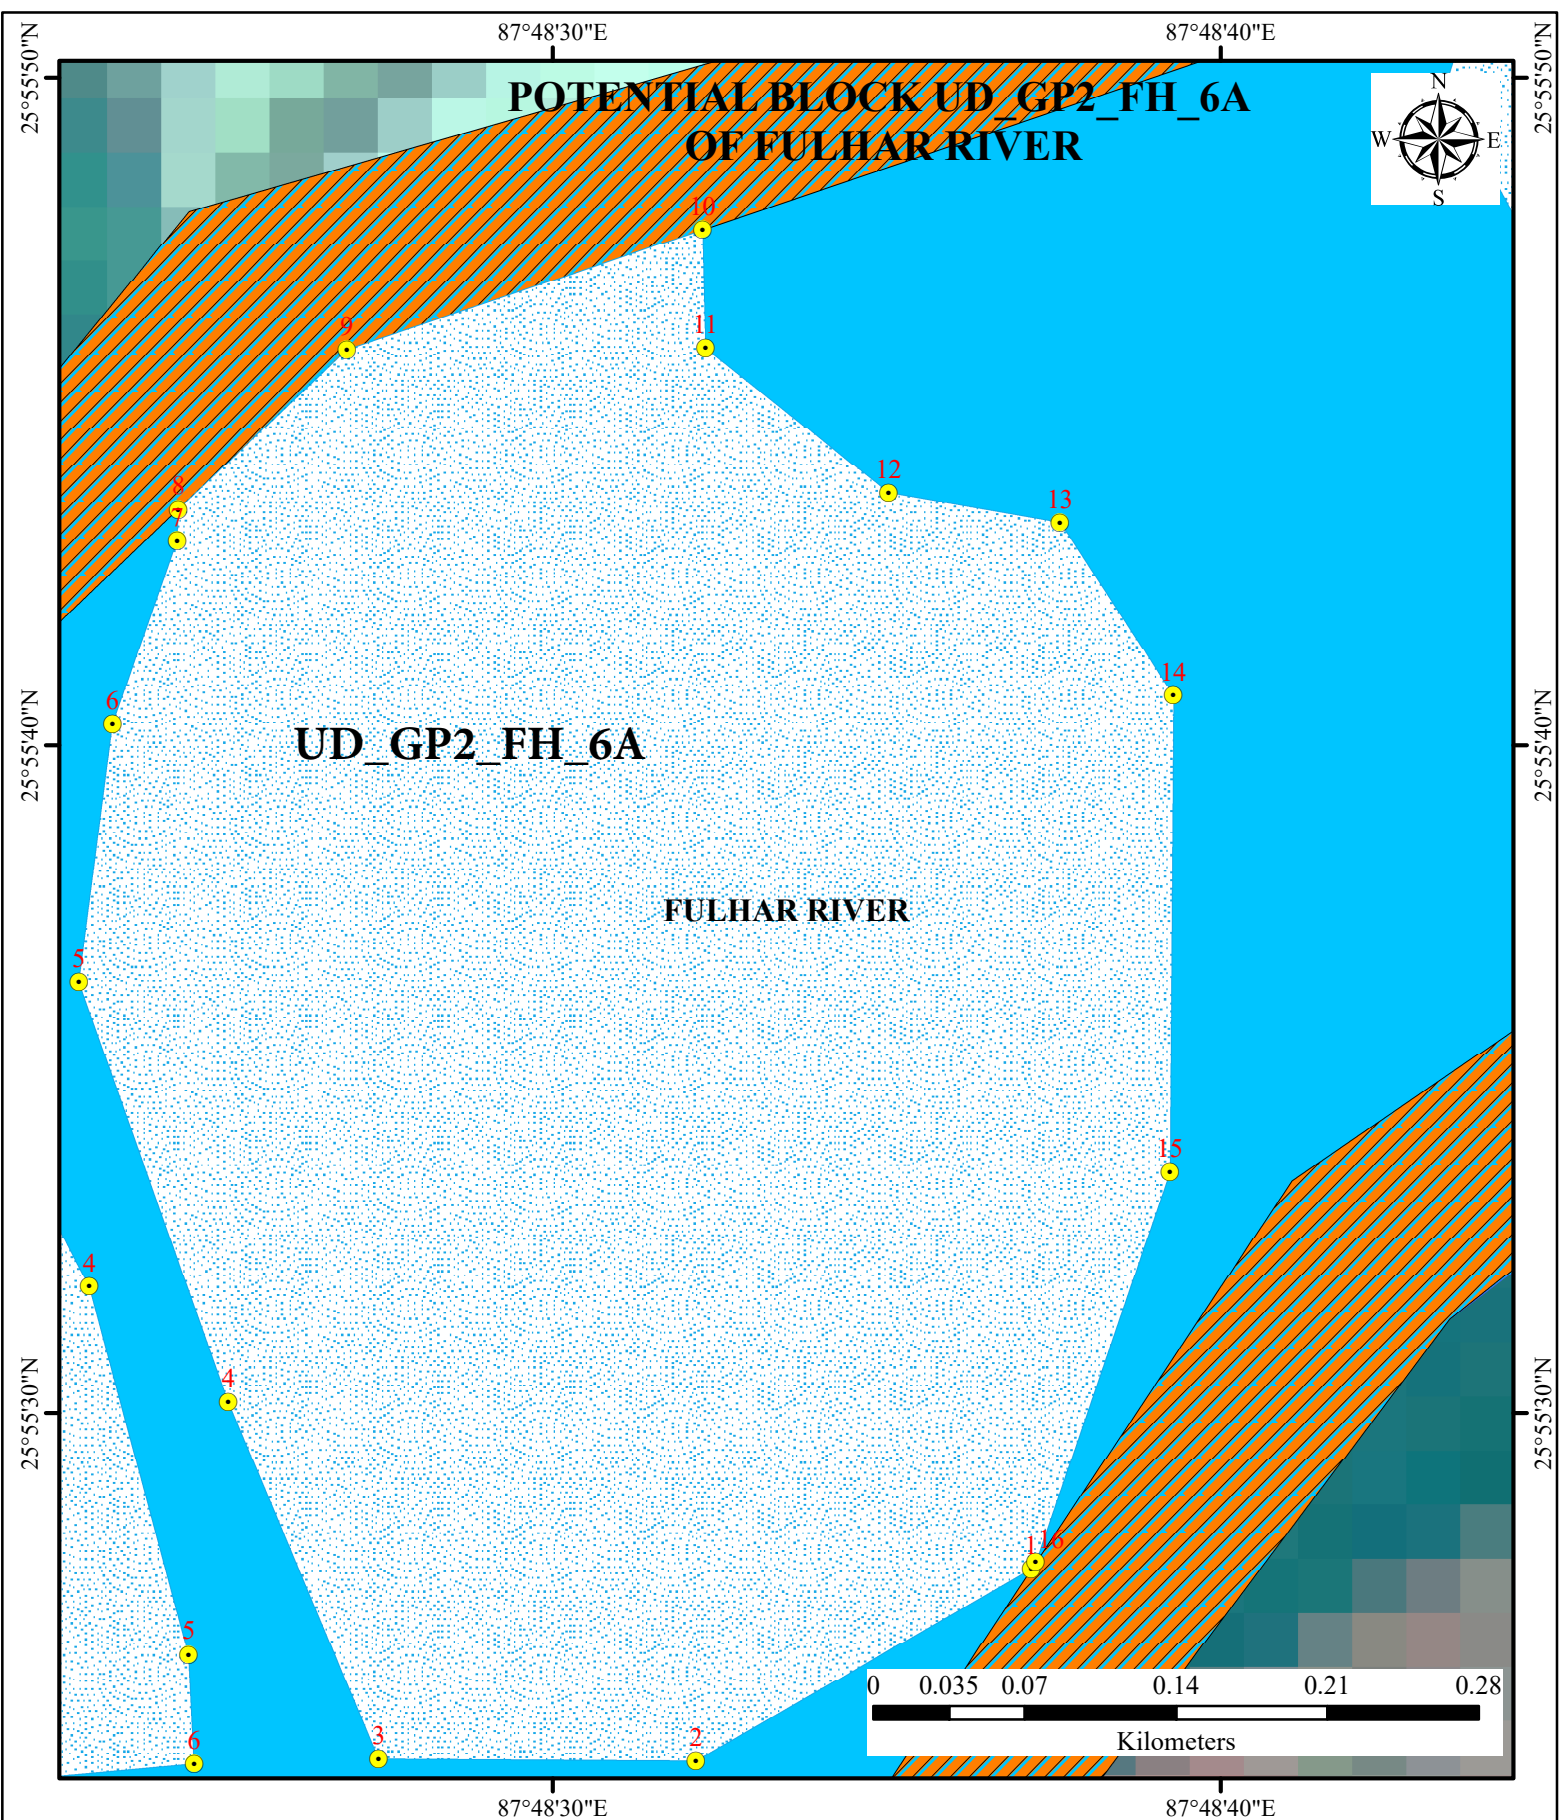 87°48'30"E
87°48'40"E
25°55'50"N
25°55'50"N
POTENTIAL BLOCK UD_GP2_FH_6A
OF FULHAR RIVER
N
W
E
S
10
11
9
12
8
13
7
14
6
UD_GP2_FH_6A
25°55'40"N
25°55'40"N
FULHAR RIVER
5
15
4
4
25°55'30"N
25°55'30"N
1
16
5
6
3
2
0 0.035 0.07 0.14 0.21 0.28
Kilometers
87°48'30"E
87°48'40"E